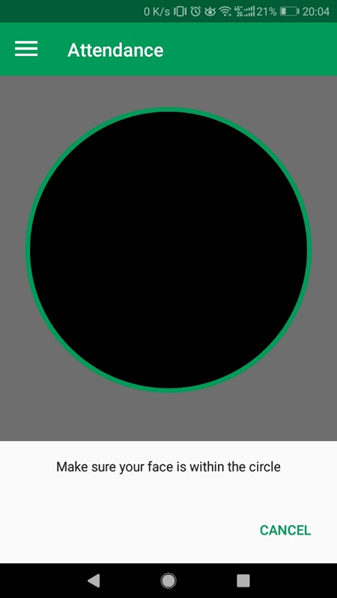 0 K/s 21% 20:04
Attendance
Make sure your face is within the circle
CANCEL